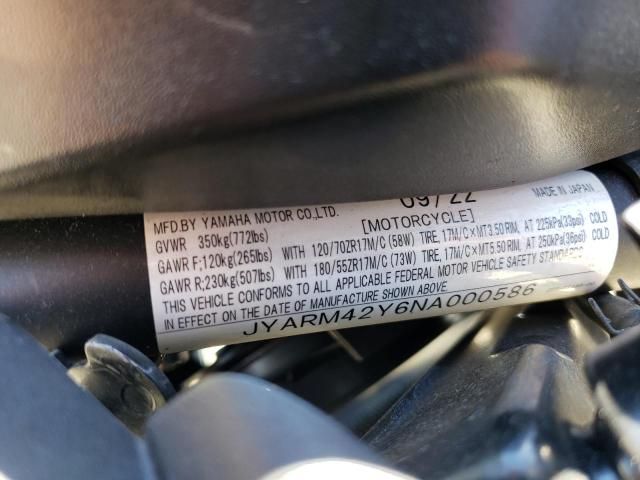 09/22
MFD.BY YAMAHA MOTOR CO.,LTD. [MOTORCYCLE] MADE IN JAPAN
GVWR 350kg(772lbs)
GAWR F;120kg(265lbs) WITH 120/70ZR17M/C (58W) TIRE, 17M/C×MT3.50 RIM, AT 225kPa(33psi) COLD
GAWR R;230kg(507lbs) WITH 180/55ZR17M/C (73W) TIRE, 17M/C×MT5.50 RIM, AT 250kPa(36psi) COLD
THIS VEHICLE CONFORMS TO ALL APPLICABLE FEDERAL MOTOR VEHICLE SAFETY STANDARDS
IN EFFECT ON THE DATE OF MANUFACTURE SHOWN ABOVE.
JYARM42Y6NA000586